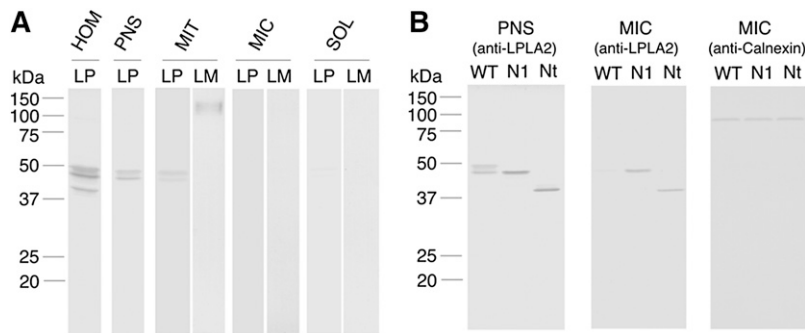 A
HOM PNS MIT MIC SOL
kDa LP LP LP LM LP LM LP LM
150
100
75
50
37
25
20
B
PNS MIC MIC
(anti-LPLA2) (anti-LPLA2) (anti-Calnexin)
kDa WT N1 Nt WT N1 Nt WT N1 Nt
150
100
75
50
37
25
20